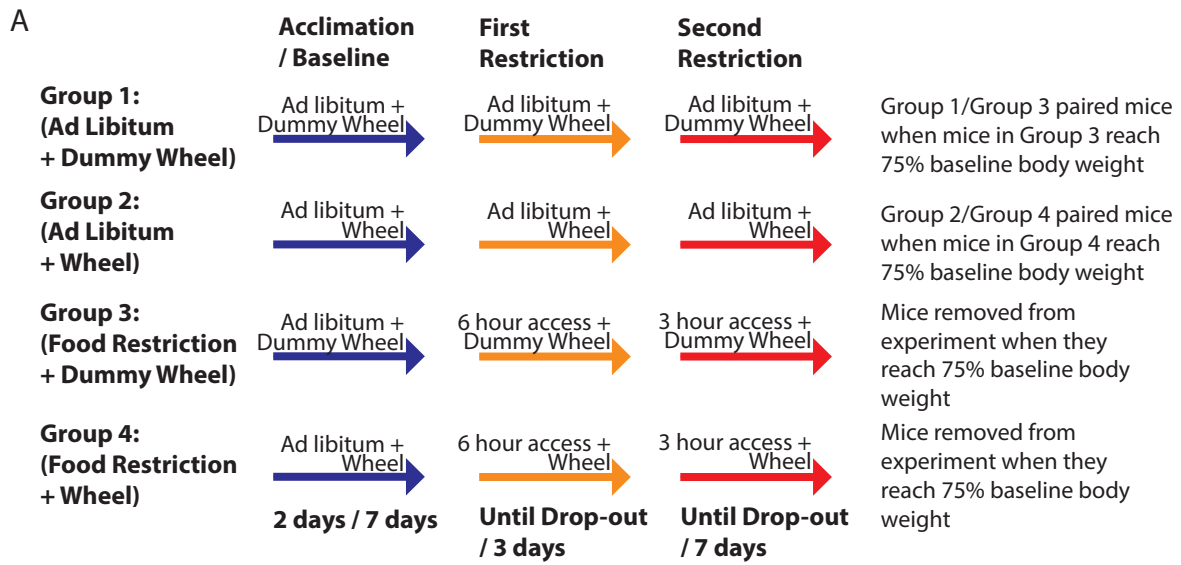 A
Acclimation
/ Baseline
First
Restriction
Second
Restriction
Group 1:
(Ad Libitum
+ Dummy Wheel)
Ad libitum +
Dummy Wheel
Ad libitum +
Dummy Wheel
Ad libitum +
Dummy Wheel
Group 1/Group 3 paired mice
when mice in Group 3 reach
75% baseline body weight
Group 2:
(Ad Libitum
+ Wheel)
Ad libitum +
Wheel
Ad libitum +
Wheel
Ad libitum +
Wheel
Group 2/Group 4 paired mice
when mice in Group 4 reach
75% baseline body weight
Group 3:
(Food Restriction
+ Dummy Wheel)
Ad libitum +
Dummy Wheel
6 hour access +
Dummy Wheel
3 hour access +
Dummy Wheel
Mice removed from
experiment when they
reach 75% baseline body
weight
Group 4:
(Food Restriction
+ Wheel)
Ad libitum +
Wheel
6 hour access +
Wheel
3 hour access +
Wheel
Mice removed from
experiment when they
reach 75% baseline body
weight
2 days / 7 days
Until Drop-out
/ 3 days
Until Drop-out
/ 7 days